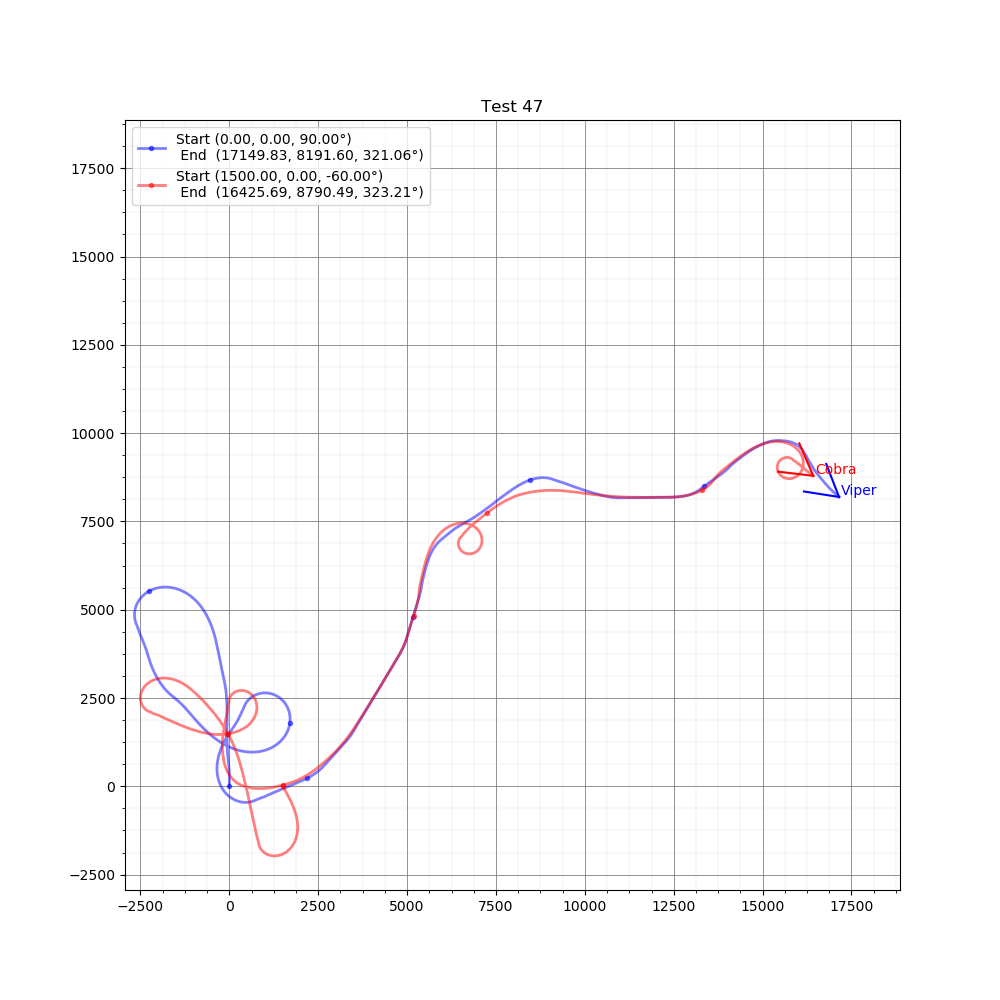 Test 47
Start (0.00, 0.00, 90.00°)
End (17149.83, 8191.60, 321.06°)
Start (1500.00, 0.00, -60.00°)
End (16425.69, 8790.49, 323.21°)
17500
15000
12500
10000
7500
5000
2500
0
−2500
Cobra
Viper
−2500 0 2500 5000 7500 10000 12500 15000 17500